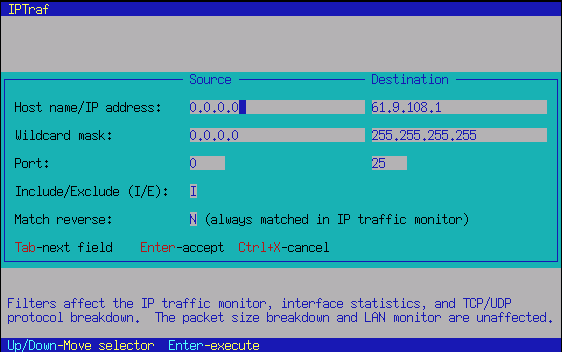 IPTraf
Source Destination
Host name/IP address: 0.0.0.0 61.9.108.1
Wildcard mask: 0.0.0.0 255.255.255.255
Port: 0 25
Include/Exclude (I/E): I
Match reverse: N (always matched in IP traffic monitor)
Tab-next field Enter-accept Ctrl+X-cancel
Filters affect the IP traffic monitor, interface statistics, and TCP/UDP
protocol breakdown. The packet size breakdown and LAN monitor are unaffected.
Up/Down-Move selector Enter-execute